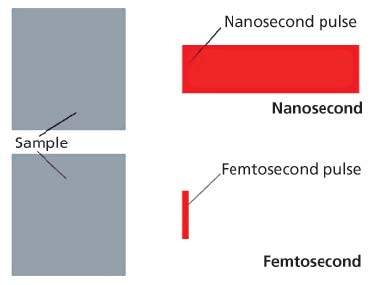 Nanosecond pulse
Nanosecond
Sample
Femtosecond pulse
Femtosecond